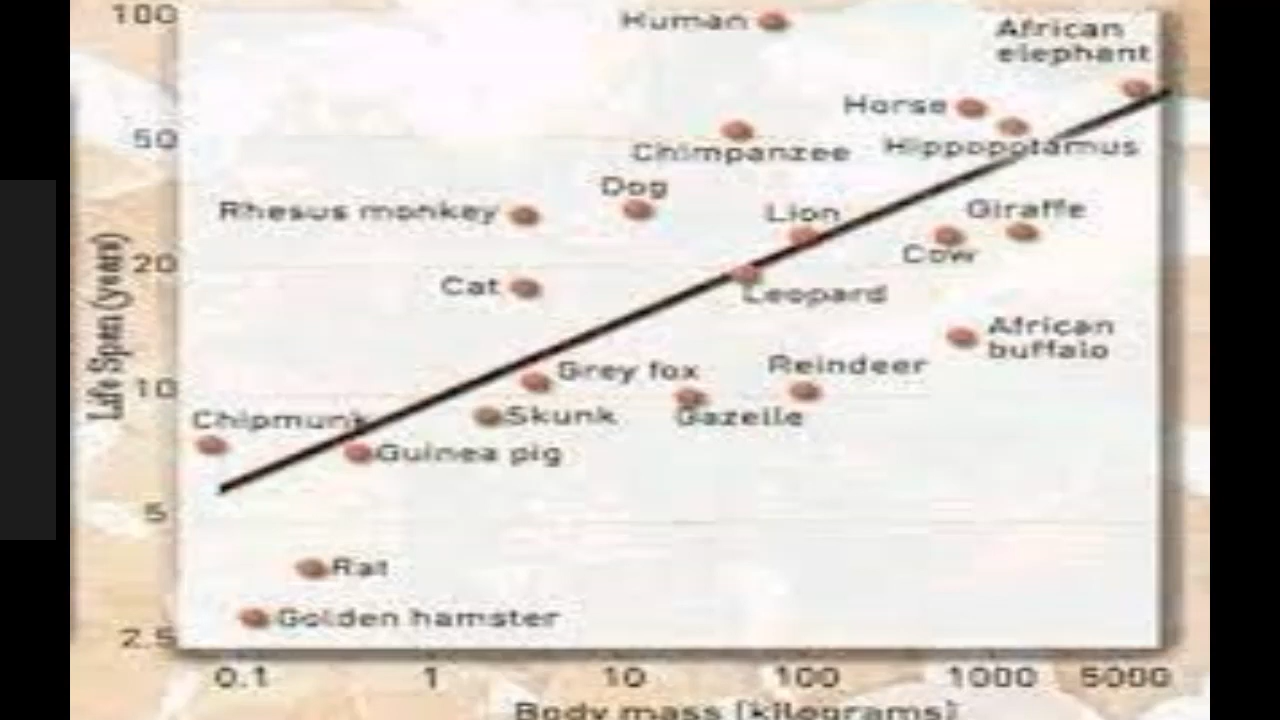 100
Human
African
elephant
Horse
50
Chimpanzee
Hippopotamus
Dog
Rhesus monkey
Lion
Giraffe
Cow
20
Cat
Leopard
African
buffalo
Reindeer
Grey fox
10
Chipmunk
Skunk
Gazelle
Guinea pig
5
Rat
Golden hamster
2.5
Life Span (years)
0.1 1 10 100 1000 5000
Body mass [kilograms]